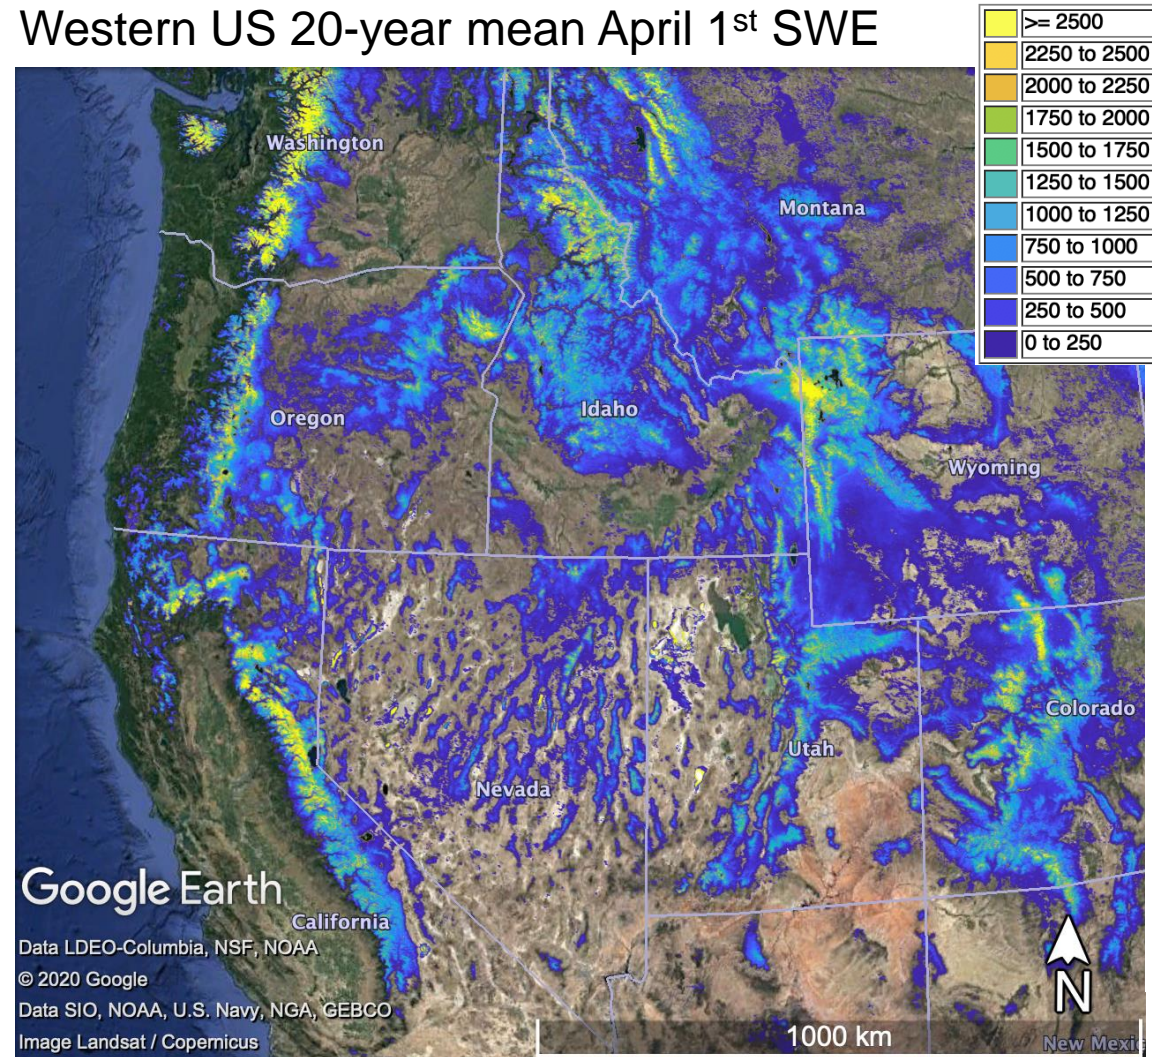 Western US 20-year mean April 1st SWE
>= 2500
2250 to 2500
2000 to 2250
1750 to 2000
1500 to 1750
1250 to 1500
1000 to 1250
750 to 1000
500 to 750
250 to 500
0 to 250
Washington
Montana
Oregon
Idaho
Wyoming
Colorado
Utah
Nevada
California
Google Earth
Data LDEO-Columbia, NSF, NOAA
© 2020 Google
Data SIO, NOAA, U.S. Navy, NGA, GEBCO
Image Landsat / Copernicus
N
1000 km
New Mexic